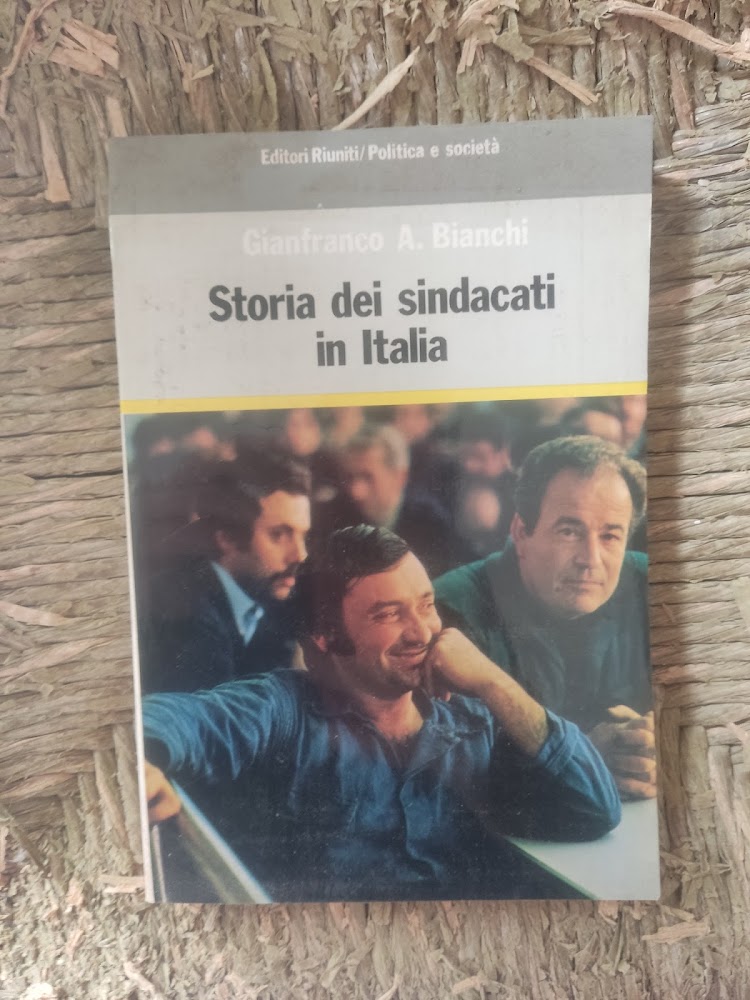 Editori Riuniti/Politica e società
Gianfranco A. Bianchi
Storia dei sindacati
in Italia